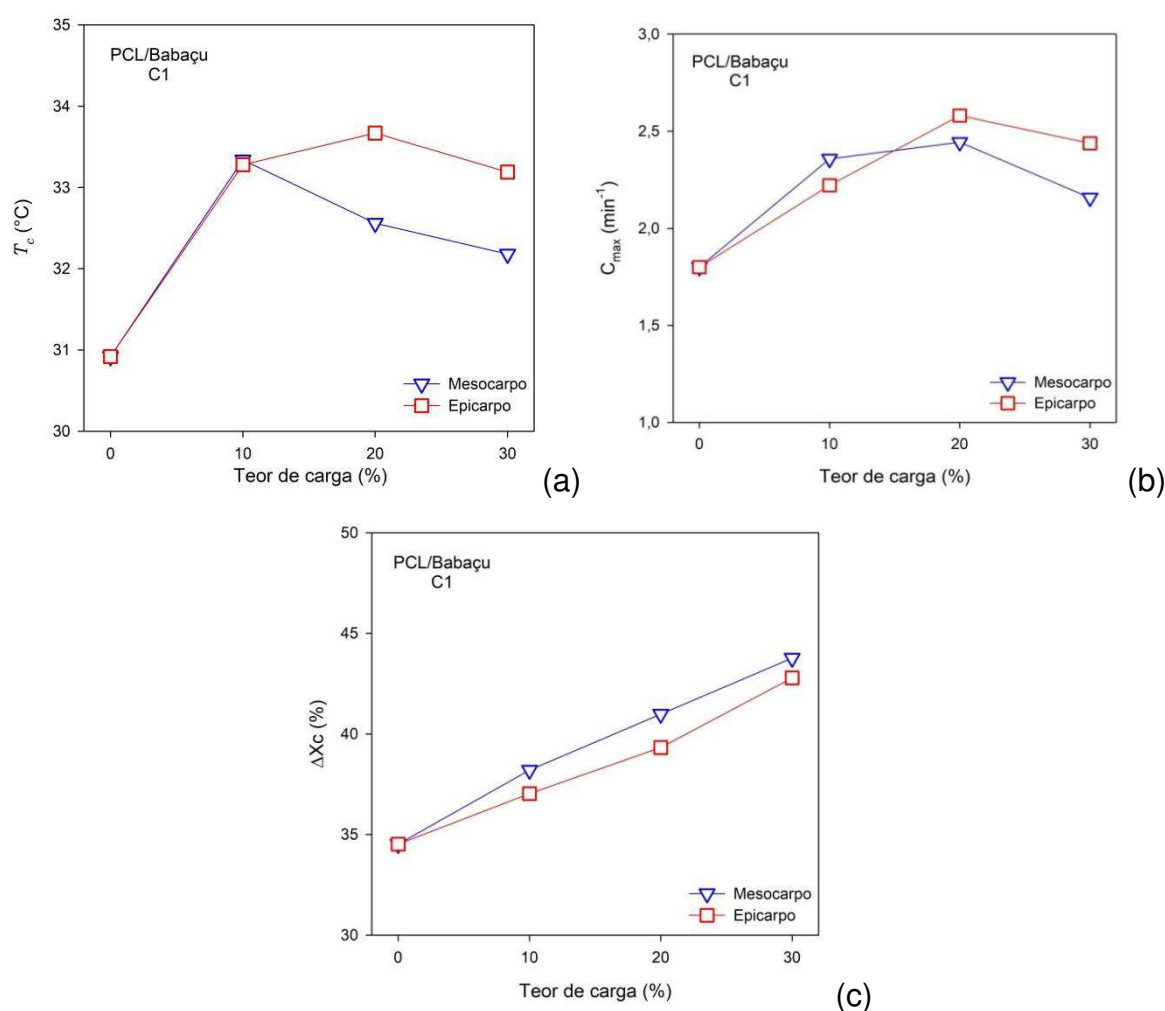 35
34
33
32
31
30
T_c (°C)
PCL/Babaçu
C1
Mesocarpo
Epicarpo
0 10 20 30
Teor de carga (%)
(a)
3,0
2,5
2,0
1,5
1,0
C_max (min^-1)
PCL/Babaçu
C1
Mesocarpo
Epicarpo
0 10 20 30
Teor de carga (%)
(b)
50
45
40
35
30
ΔXc (%)
PCL/Babaçu
C1
Mesocarpo
Epicarpo
0 10 20 30
Teor de carga (%)
(c)